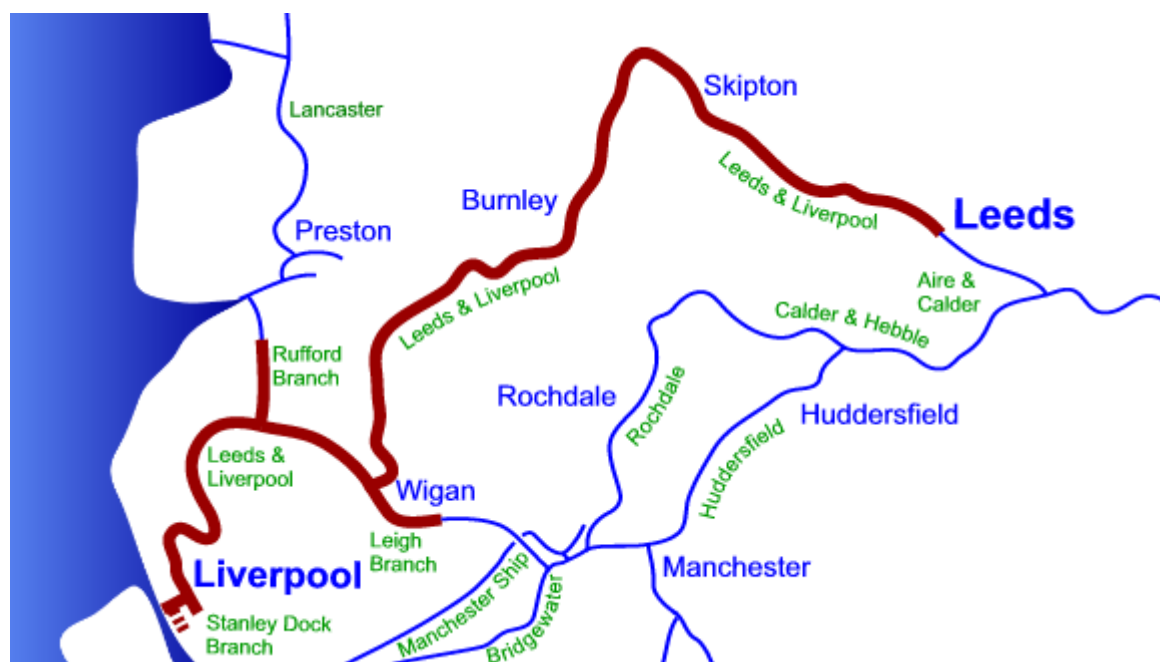 Skipton
Lancaster
Leeds & Liverpool
Burnley
Leeds
Preston
Aire &
Calder
Leeds & Liverpool
Calder & Hebble
Rufford
Branch
Rochdale
Rochdale
Huddersfield
Huddersfield
Leeds &
Liverpool
Wigan
Leigh
Branch
Manchester
Liverpool
Manchester Ship
Bridgewater
Stanley Dock
Branch